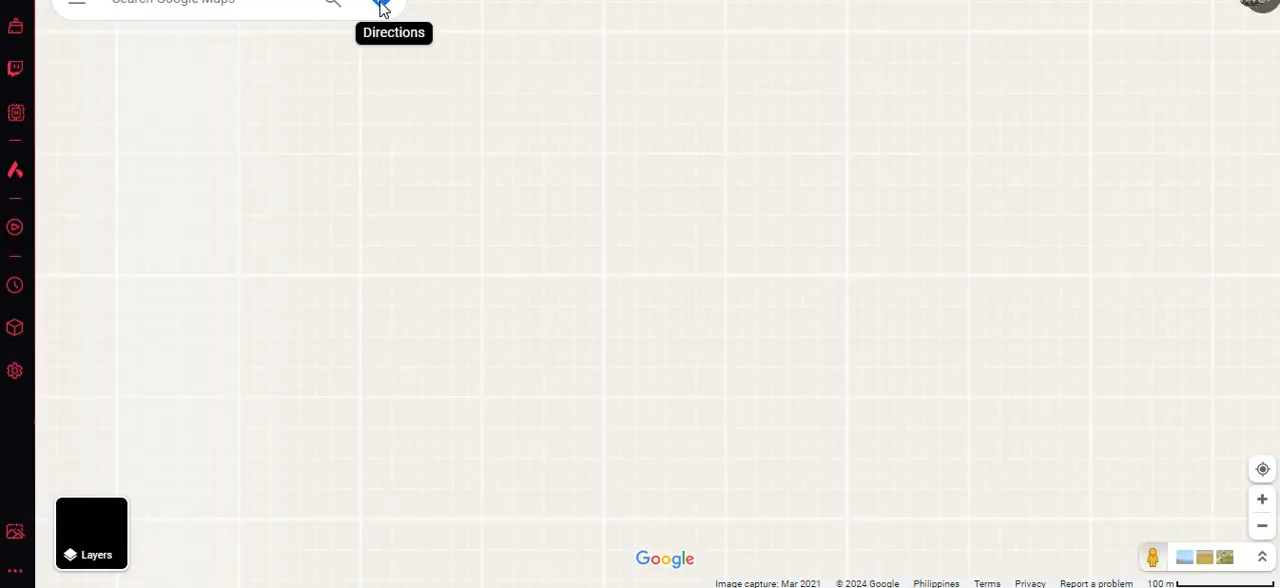 Search Google Maps
Directions
Layers
Google
Image capture: Mar 2021 © 2024 Google Philippines Terms Privacy Report a problem 100 m